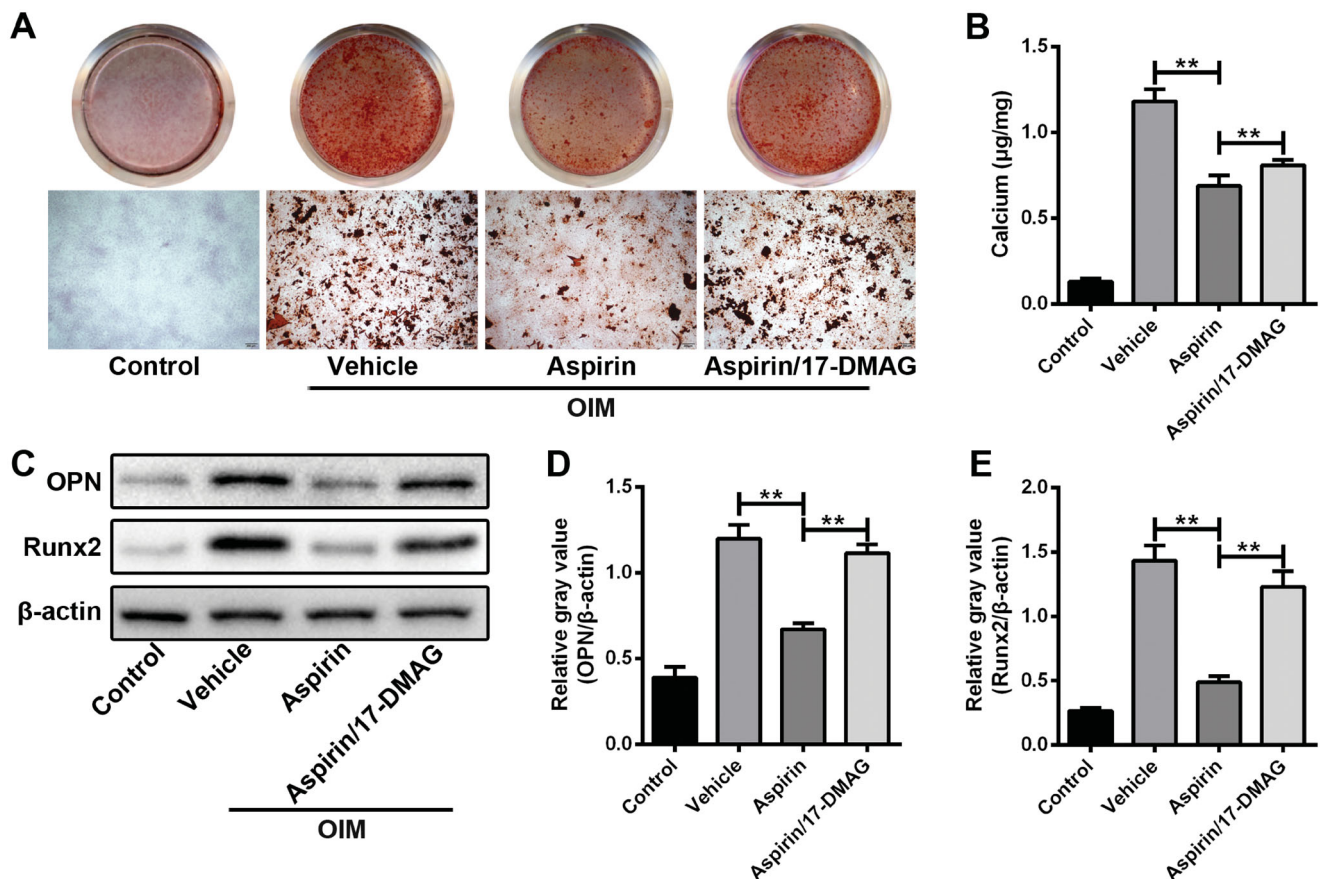 A
Control
Vehicle
Aspirin
Aspirin/17-DMAG
OIM
B
Calcium (µg/mg)
1.5
1.0
0.5
0.0
**
**
Control
Vehicle
Aspirin
Aspirin/17-DMAG
C
OPN
Runx2
β-actin
Control
Vehicle
Aspirin
Aspirin/17-DMAG
OIM
D
Relative gray value
(OPN/β-actin)
1.5
1.0
0.5
0.0
**
**
Control
Vehicle
Aspirin
Aspirin/17-DMAG
E
Relative gray value
(Runx2/β-actin)
2.0
1.5
1.0
0.5
0.0
**
**
Control
Vehicle
Aspirin
Aspirin/17-DMAG